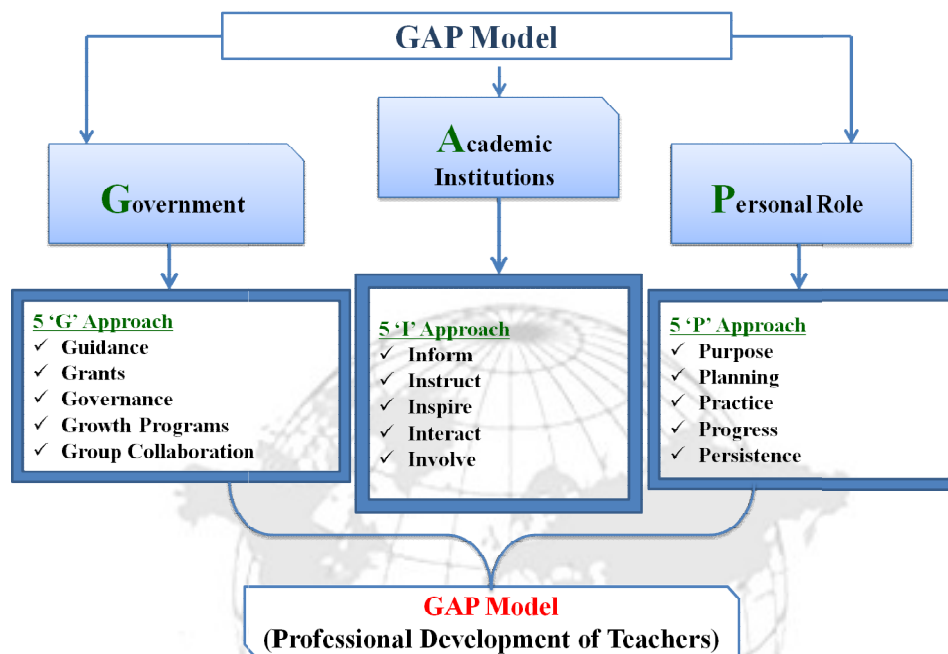 GAP Model
Government
Academic
Institutions
Personal Role
5 ‘G’ Approach
✓ Guidance
✓ Grants
✓ Governance
✓ Growth Programs
✓ Group Collaboration
5 ‘I’ Approach
✓ Inform
✓ Instruct
✓ Inspire
✓ Interact
✓ Involve
5 ‘P’ Approach
✓ Purpose
✓ Planning
✓ Practice
✓ Progress
✓ Persistence
GAP Model
(Professional Development of Teachers)